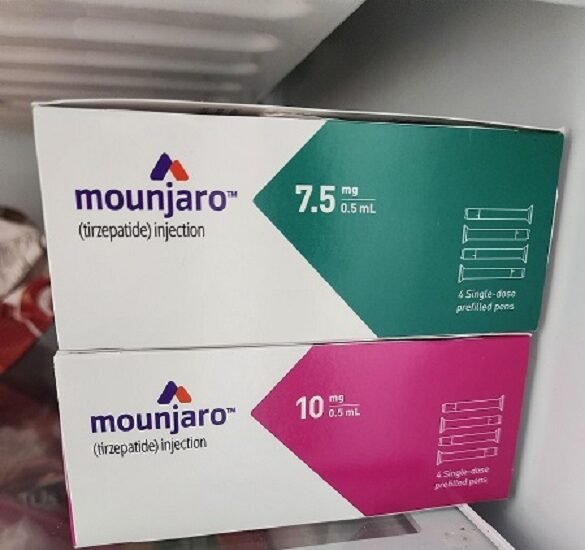 mounjaro™
(tirzepatide) injection
7.5 mg
0.5 mL
4 Single-dose
prefilled pens
mounjaro™
(tirzepatide) injection
10 mg
0.5 mL
4 Single-dose
prefilled pens